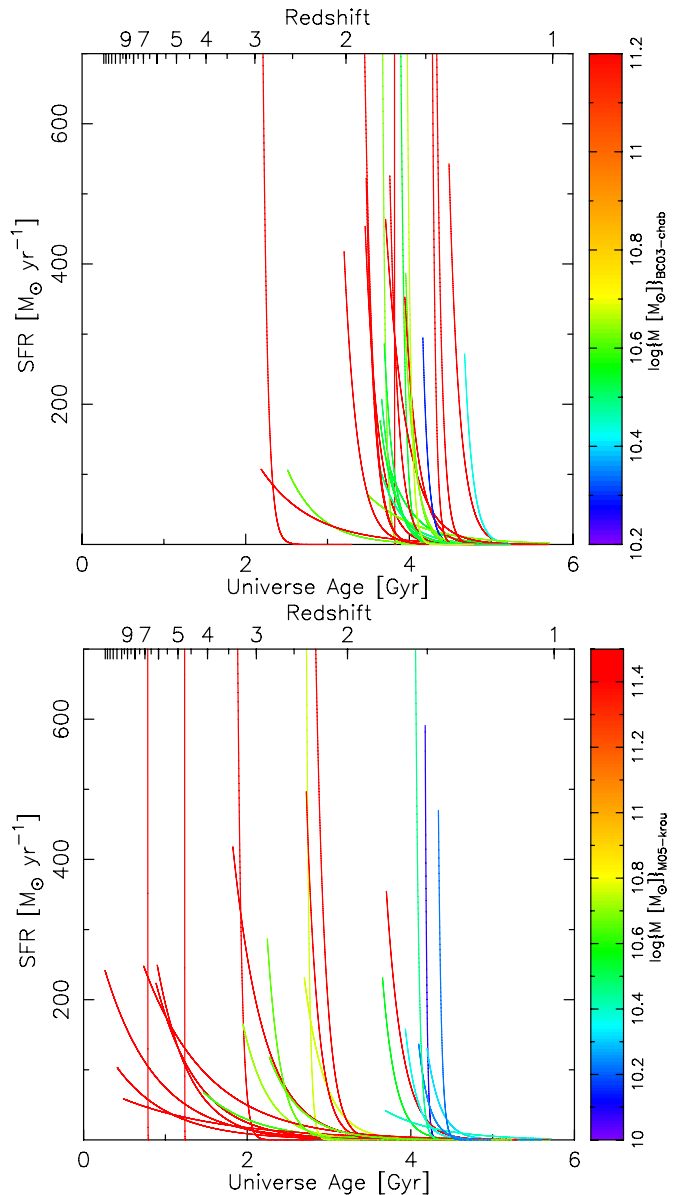 Redshift
9 7 5 4 3 2 1
SFR [M⊙ yr⁻¹]
600
400
200
0 2 4 6
Universe Age [Gyr]
log{M [M⊙]}BC03-chab
11.2
11
10.8
10.6
10.4
10.2
Redshift
9 7 5 4 3 2 1
SFR [M⊙ yr⁻¹]
600
400
200
0 2 4 6
Universe Age [Gyr]
log{M [M⊙]}M05-krou
11.4
11.2
11
10.8
10.6
10.4
10.2
10